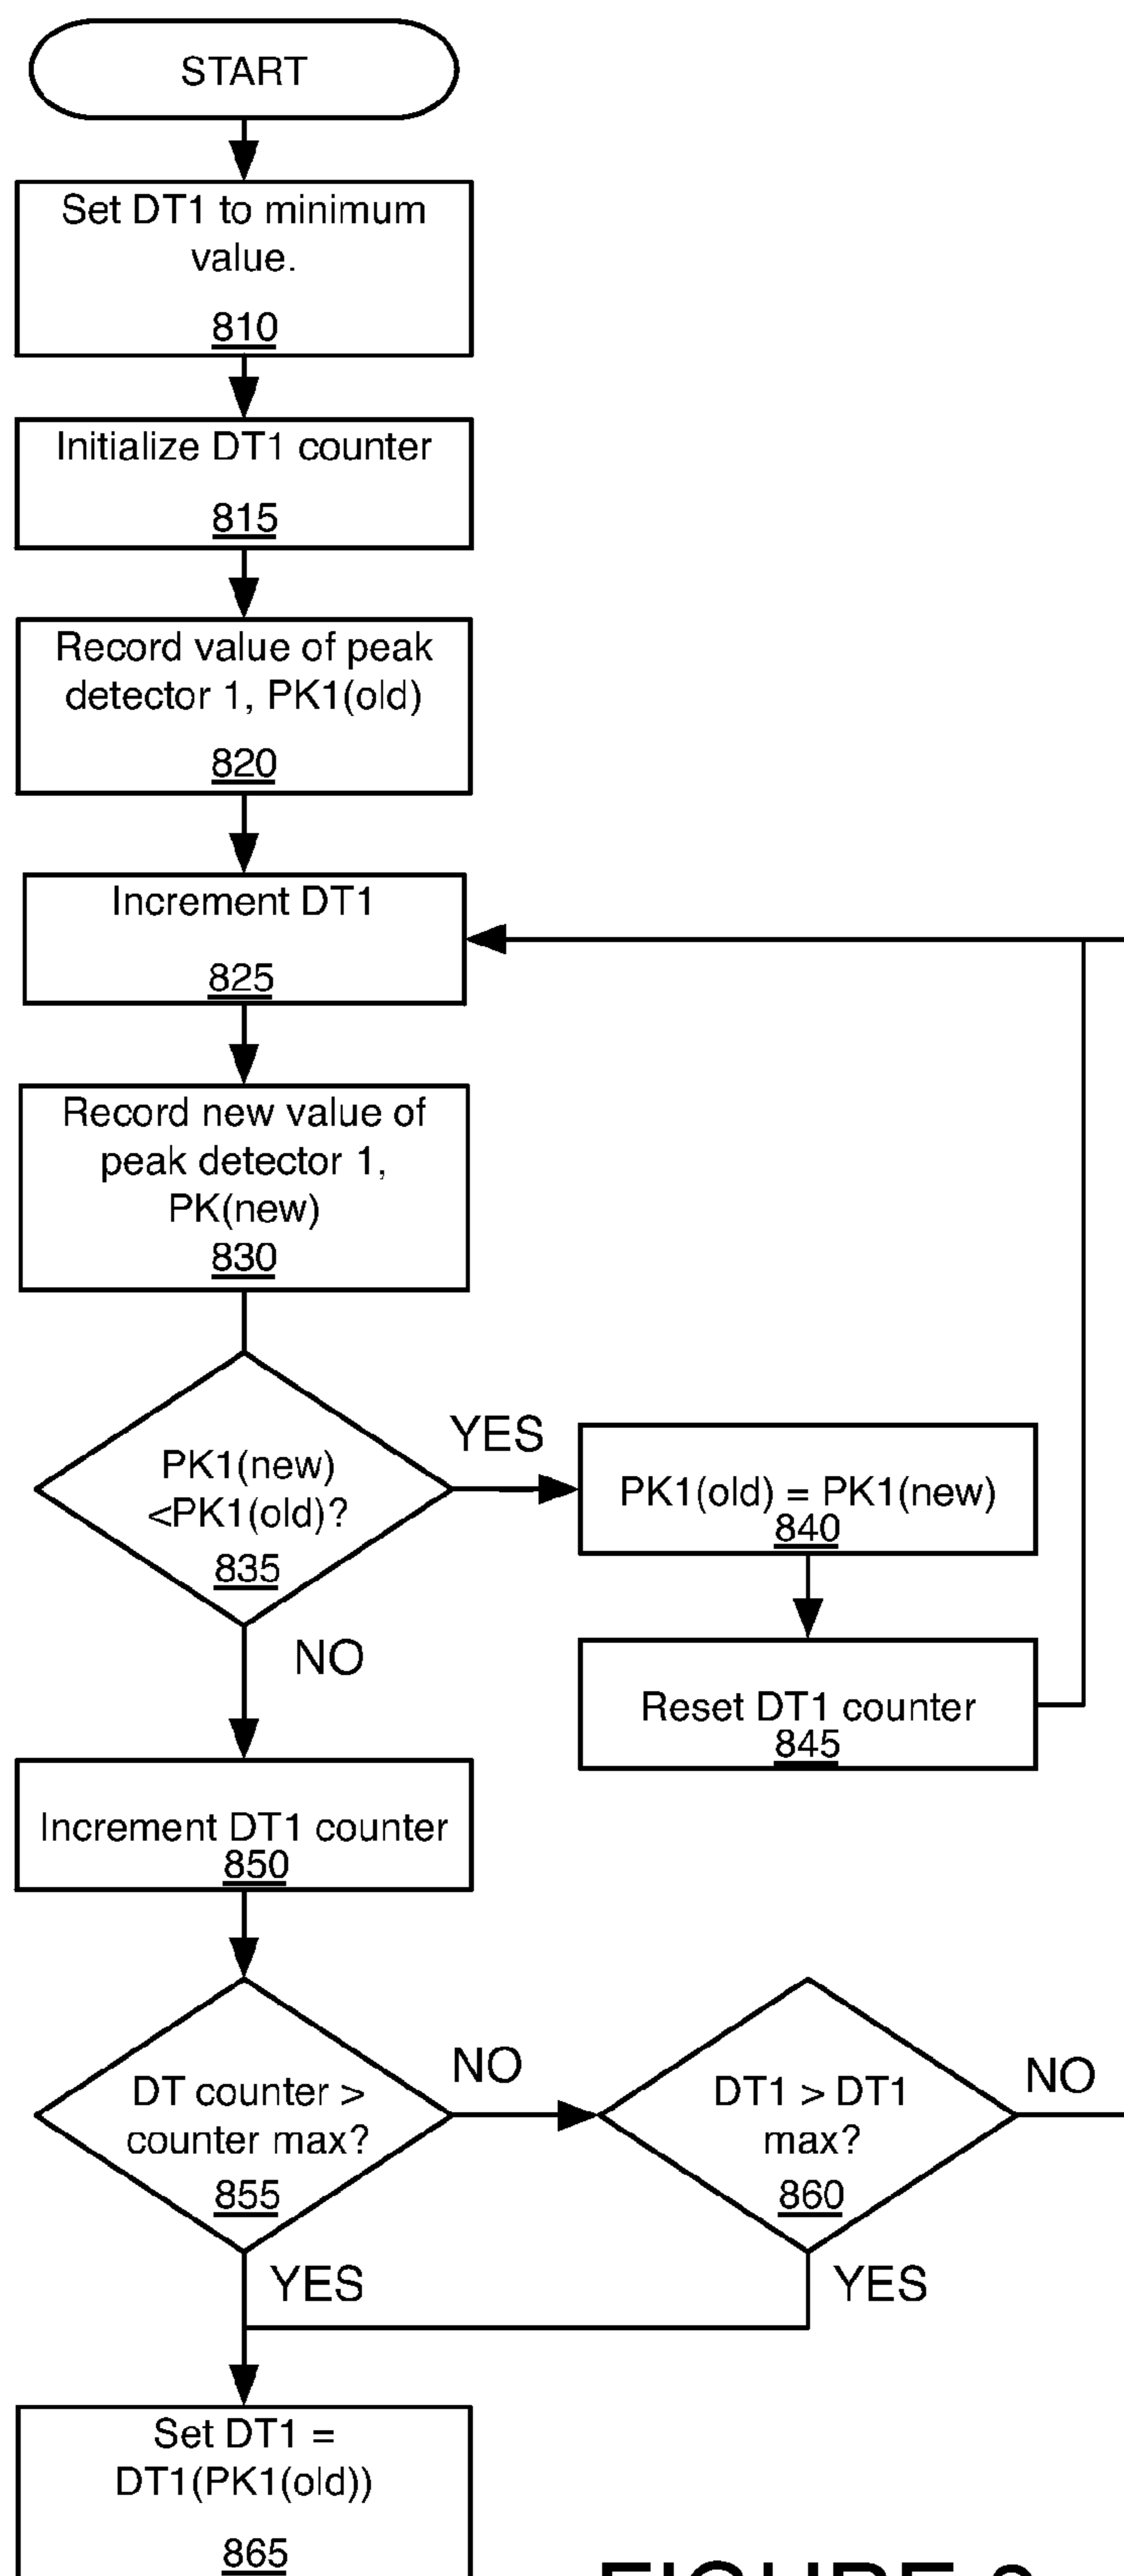 START
Set DT1 to minimum
value.
810
Initialize DT1 counter
815
Record value of peak
detector 1, PK1(old)
820
Increment DT1
825
Record new value of
peak detector 1,
PK(new)
830
PK1(new)
<PK1(old)?
835
YES
PK1(old) = PK1(new)
840
NO
Reset DT1 counter
845
Increment DT1 counter
850
DT counter >
counter max?
855
NO
DT1 > DT1
max?
860
NO
YES
YES
Set DT1 =
DT1(PK1(old))
865
FIGURE